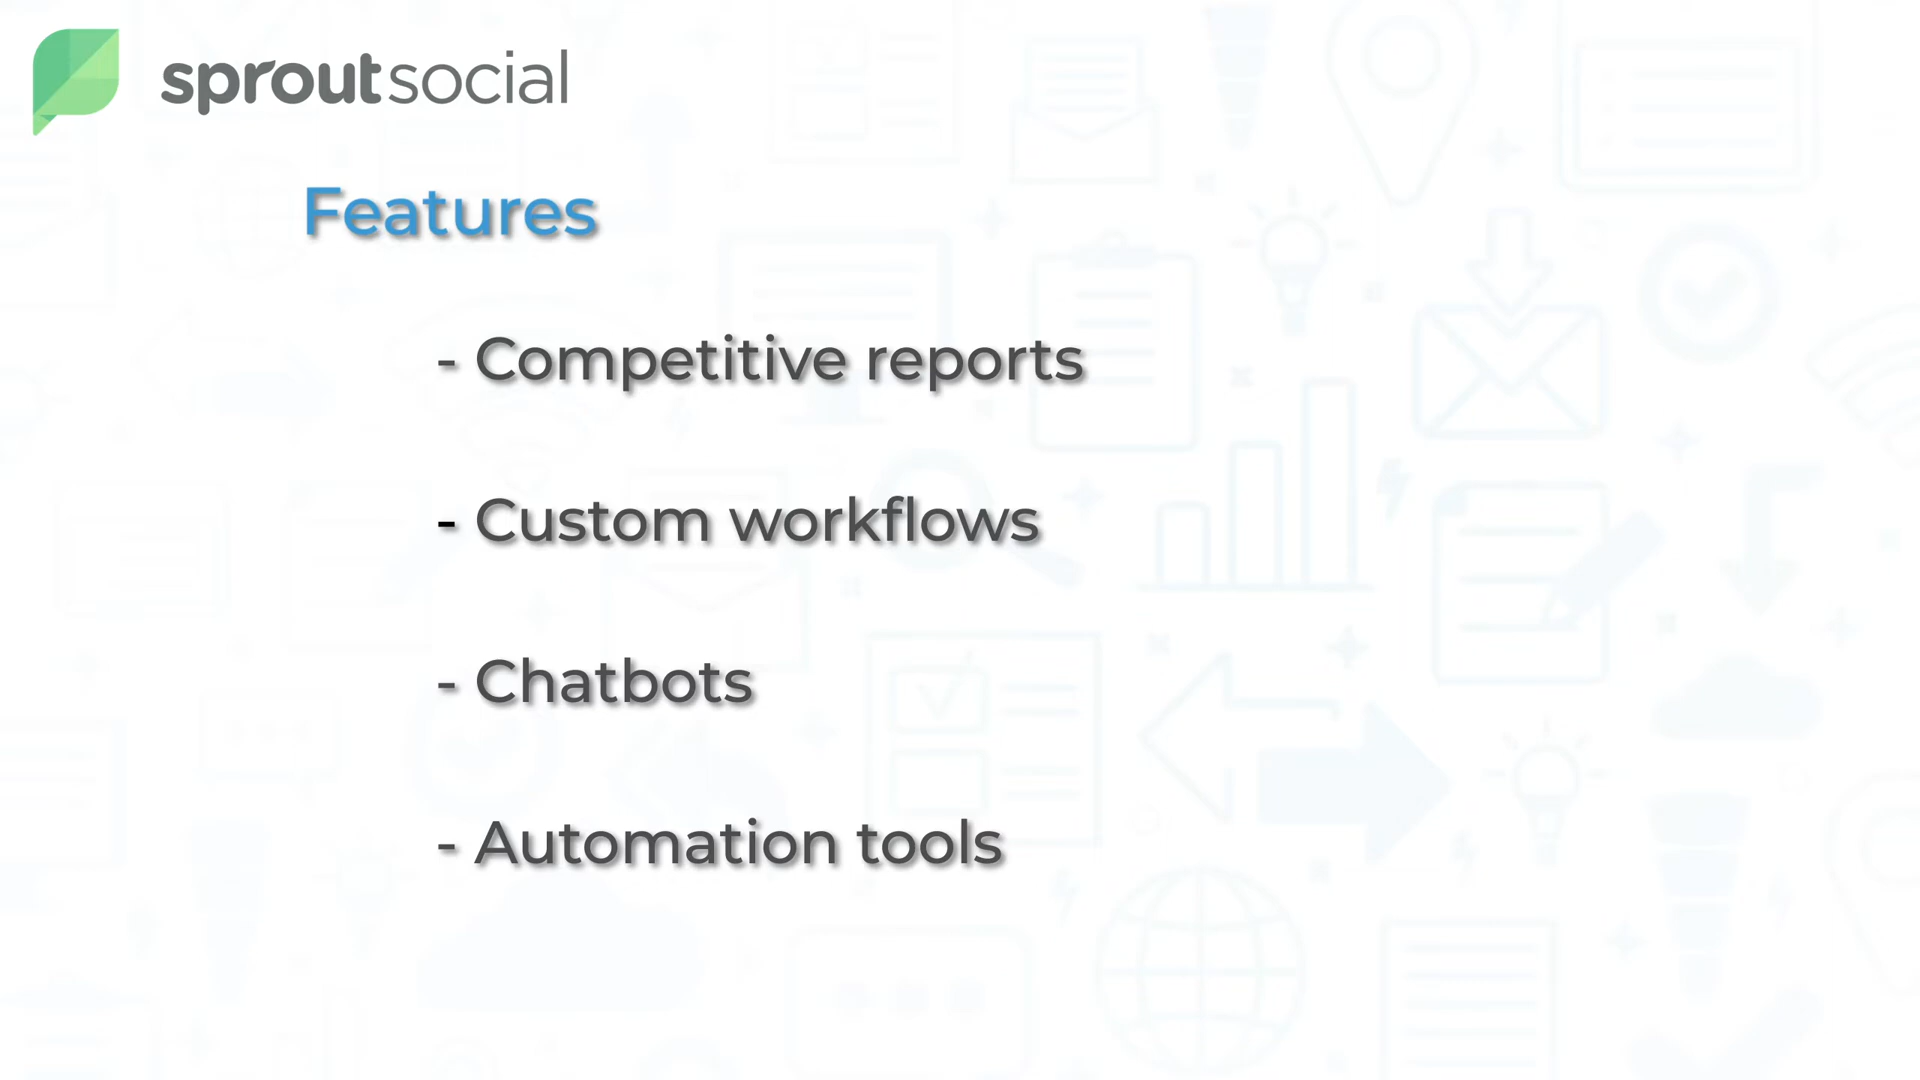 sproutsocial
Features
- Competitive reports
- Custom workflows
- Chatbots
- Automation tools